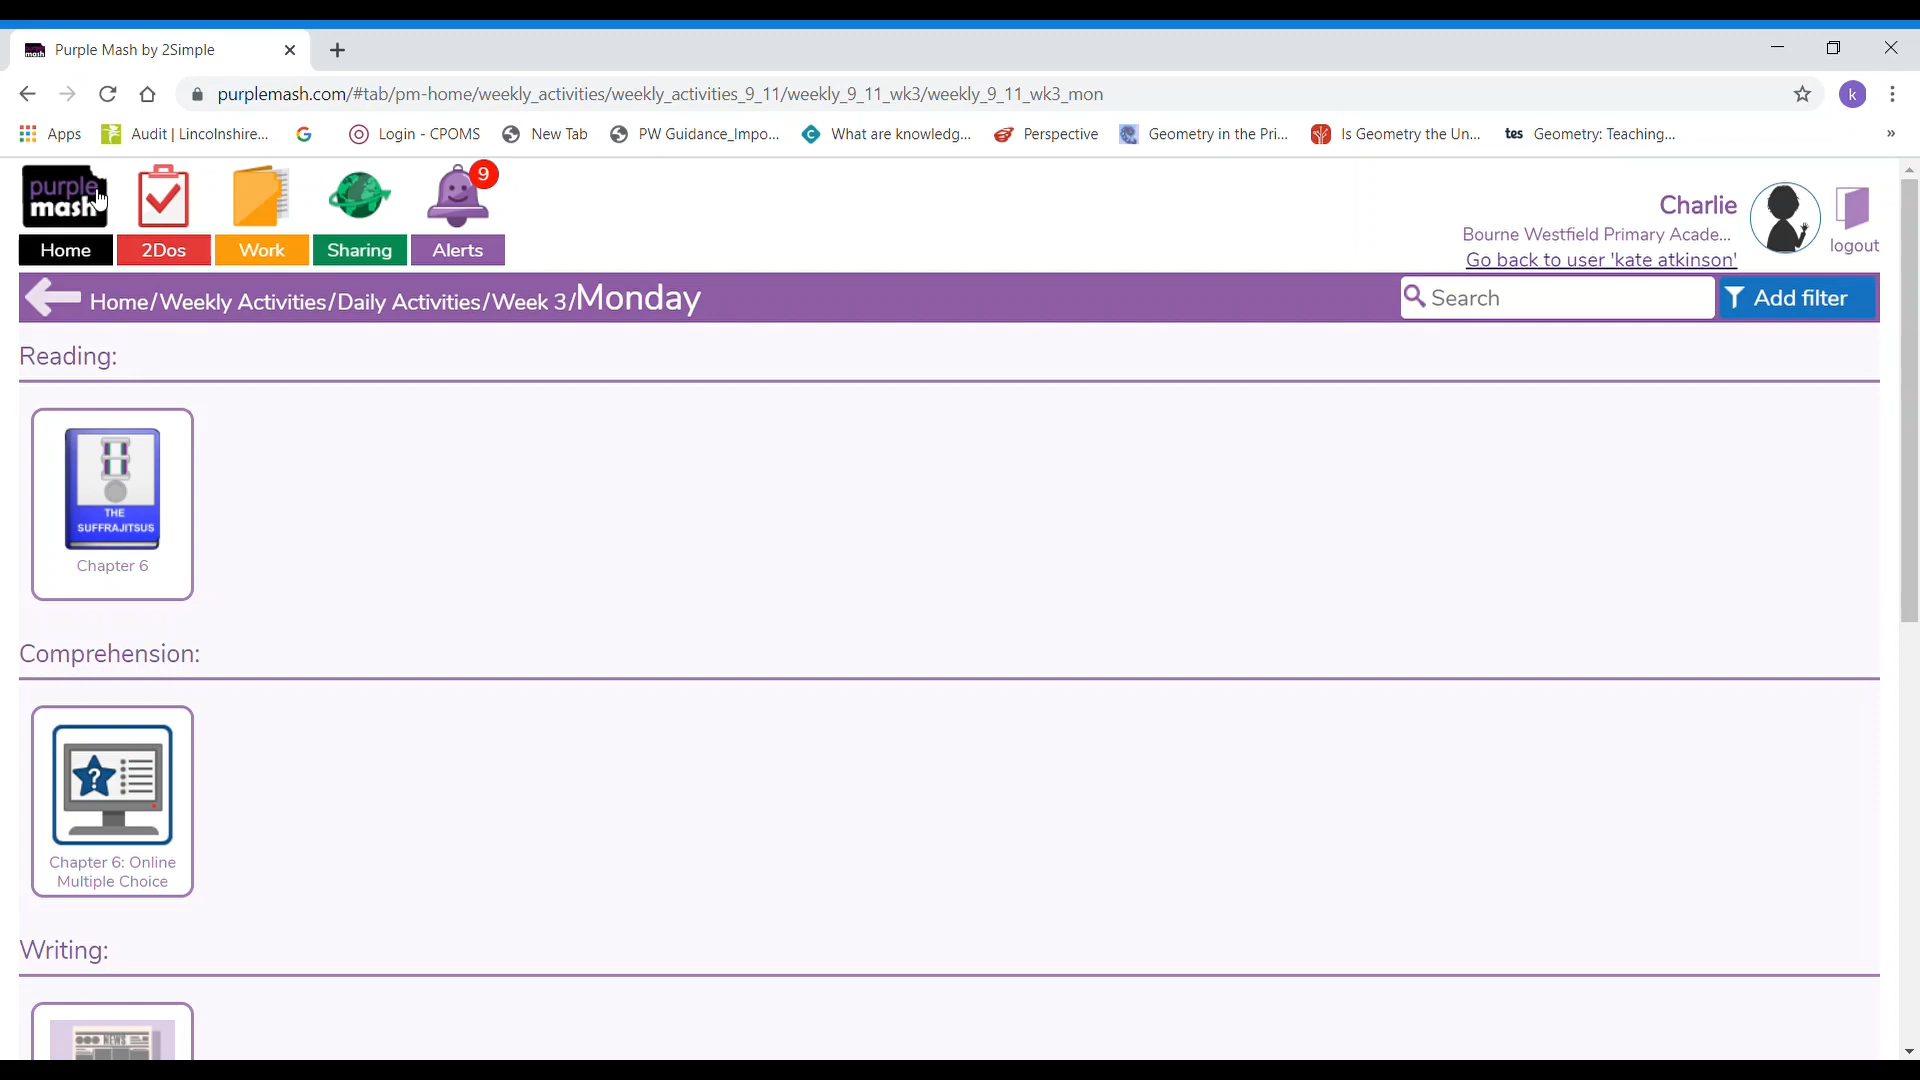 Purple Mash by 2Simple
purplemash.com/#tab/pm-home/weekly_activities/weekly_activities_9_11/weekly_9_11_wk3/weekly_9_11_wk3_mon
k
Apps
Audit | Lincolnshire...
Login - CPOMS
New Tab
PW Guidance_Impo...
What are knowledg...
Perspective
Geometry in the Pri...
Is Geometry the Un...
tes Geometry: Teaching...
»
purple
mash
9
Home
2Dos
Work
Sharing
Alerts
Charlie
Bourne Westfield Primary Acade...
Go back to user 'kate atkinson'
logout
Home/Weekly Activities/Daily Activities/Week 3/Monday
Search
Add filter
Reading:
THE
SUFFRAJITSUS
Chapter 6
Comprehension:
?
Chapter 6: Online
Multiple Choice
Writing:
NEWS